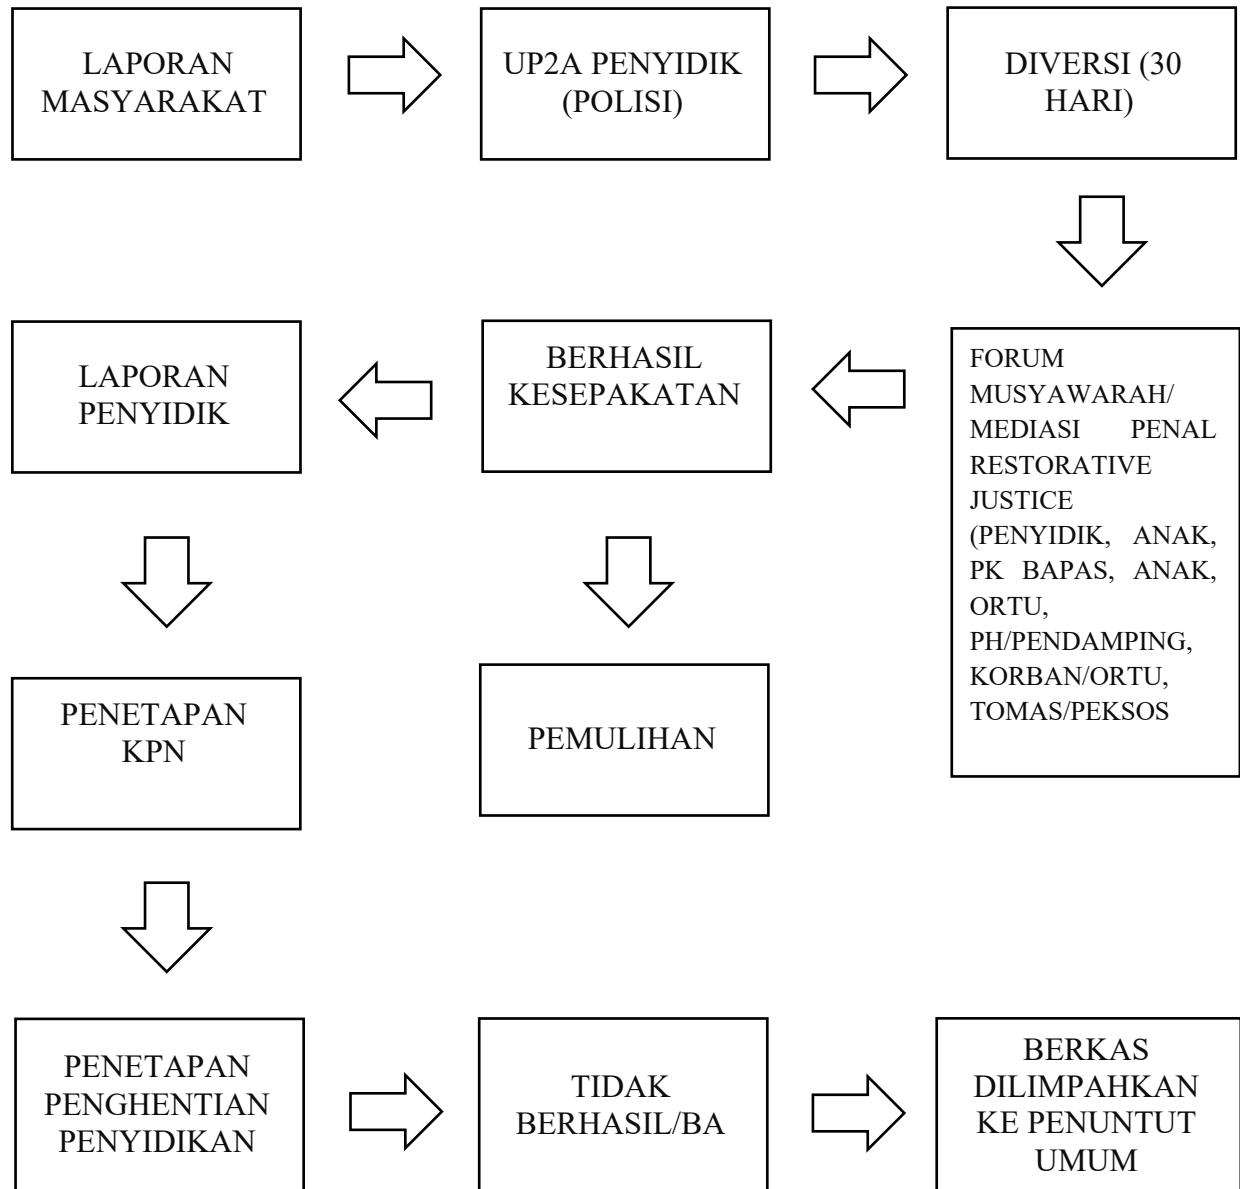 LAPORAN
MASYARAKAT
UP2A PENYIDIK
(POLISI)
DIVERSI (30
HARI)
FORUM
MUSYAWARAH/
MEDIASI PENAL
RESTORATIVE
JUSTICE
(PENYIDIK, ANAK,
PK BAPAS, ANAK,
ORTU,
PH/PENDAMPING,
KORBAN/ORTU,
TOMAS/PEKSOS
BERHASIL
KESEPAKATAN
LAPORAN
PENYIDIK
PENETAPAN
KPN
PEMULIHAN
PENETAPAN
PENGHENTIAN
PENYIDIKAN
TIDAK
BERHASIL/BA
BERKAS
DILIMPAHKAN
KE PENUNTUT
UMUM